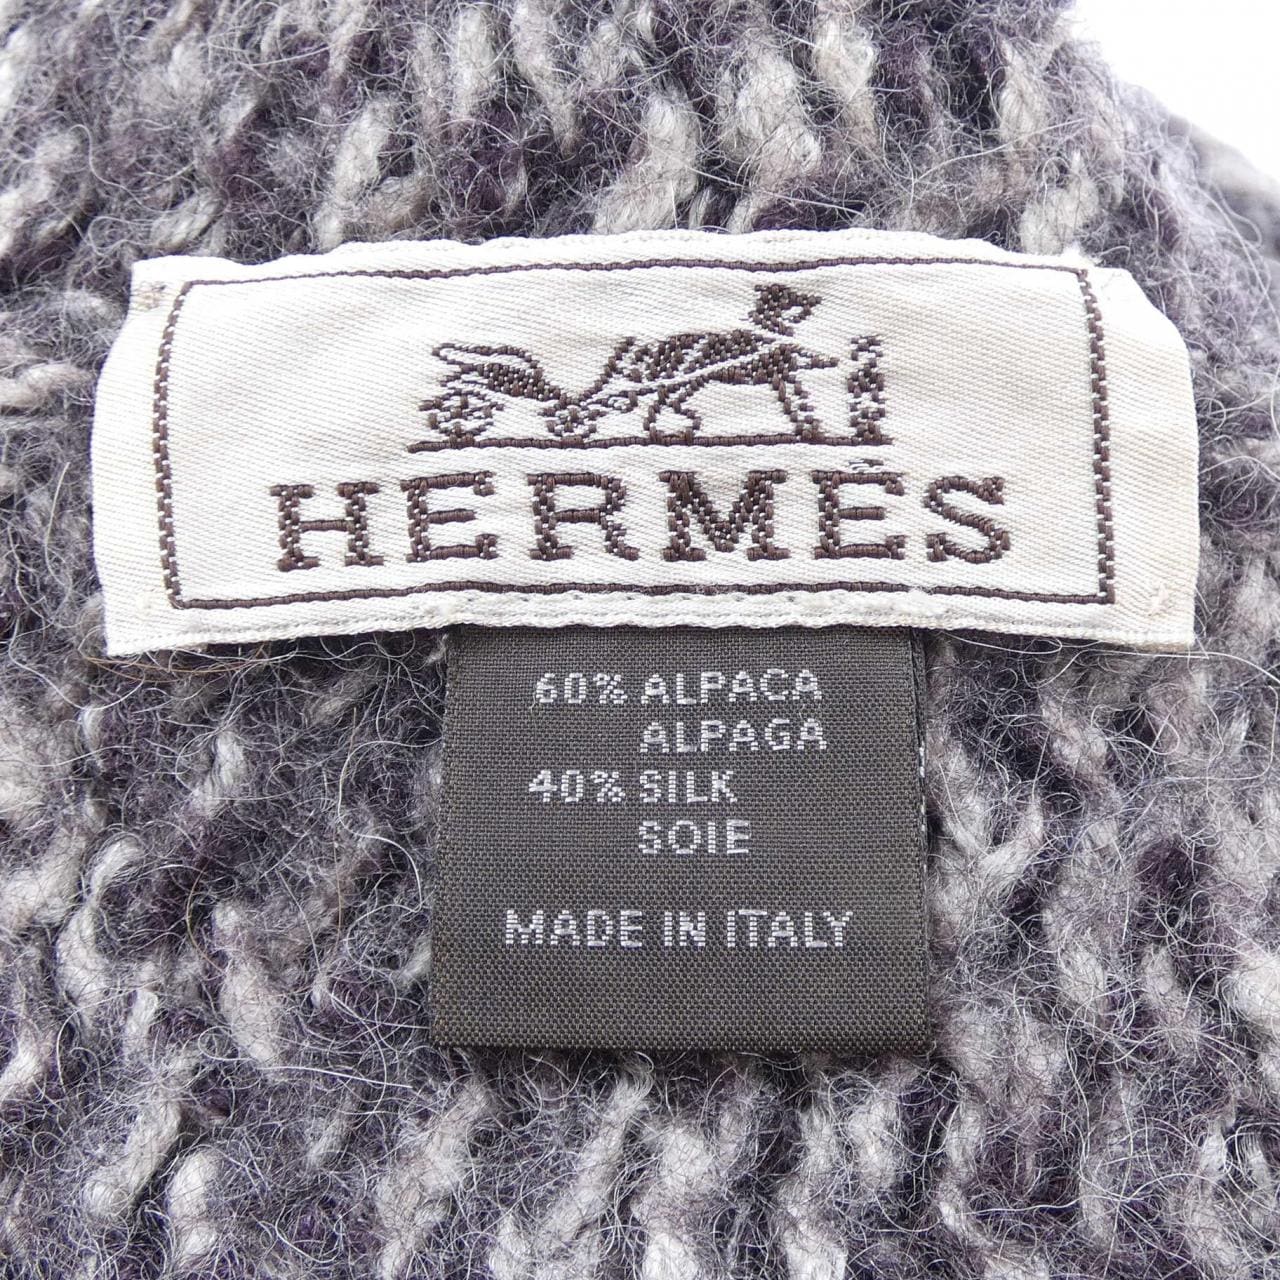 HERMÈS
60% ALPACA
ALPAGA
40% SILK
SOIE
MADE IN ITALY